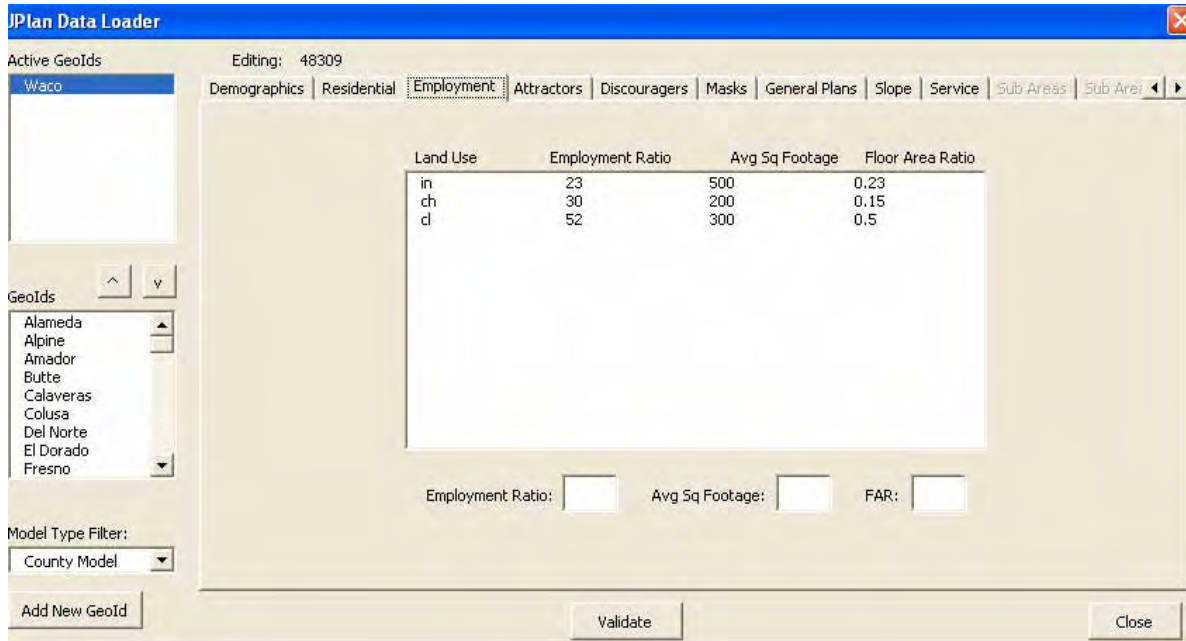 JPlan Data Loader
Active GeoIds
Waco
Editing: 48309
Demographics Residential Employment Attractors Discouragers Masks General Plans Slope Service Sub Areas Sub Are
Land Use Employment Ratio Avg Sq Footage Floor Area Ratio
in 23 500 0.23
ch 30 200 0.15
cl 52 300 0.5
^ v
GeoIds
Alameda
Alpine
Amador
Butte
Calaveras
Colusa
Del Norte
El Dorado
Fresno
Employment Ratio: Avg Sq Footage: FAR:
Model Type Filter:
County Model
Add New GeoId
Validate
Close